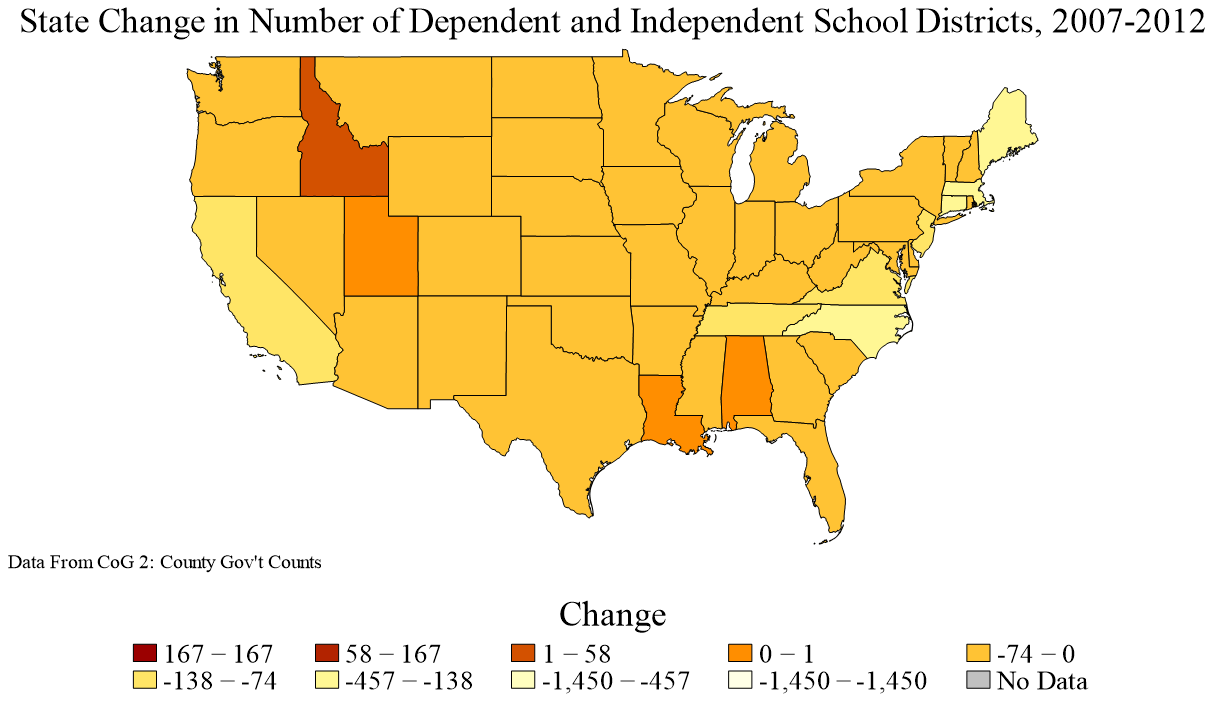 State Change in Number of Dependent and Independent School Districts, 2007-2012
Data From CoG 2: County Gov't Counts
Change
167 – 167 58 – 167 1 – 58 0 – 1 -74 – 0
-138 – -74 -457 – -138 -1,450 – -457 -1,450 – -1,450 No Data